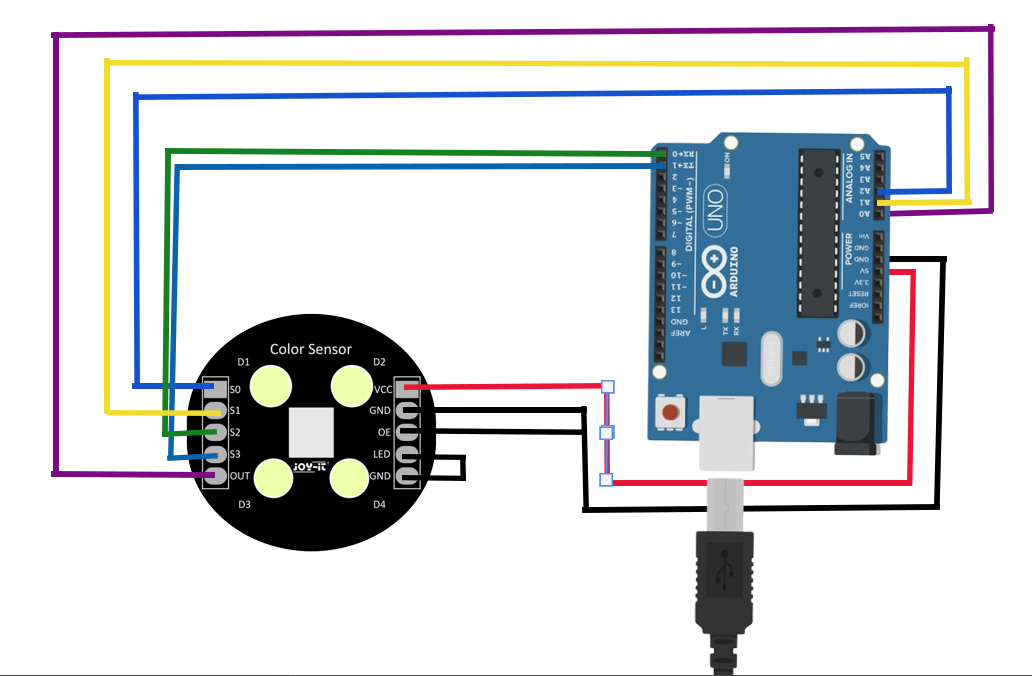 Color Sensor
D1
D2
S0
S1
S2
S3
OUT
VCC
GND
OE
LED
GND
JOY-IT
D3
D4
RX←0
TX→1
2
~3
4
~5
~6
7
8
~9
~10
~11
12
13
GND
AREF
DIGITAL (PWM~)
ON
UNO
ARDUINO
L
TX
RX
ANALOG IN
A5
A4
A3
A2
A1
A0
POWER
Vin
GND
GND
5V
3.3V
RESET
IOREF